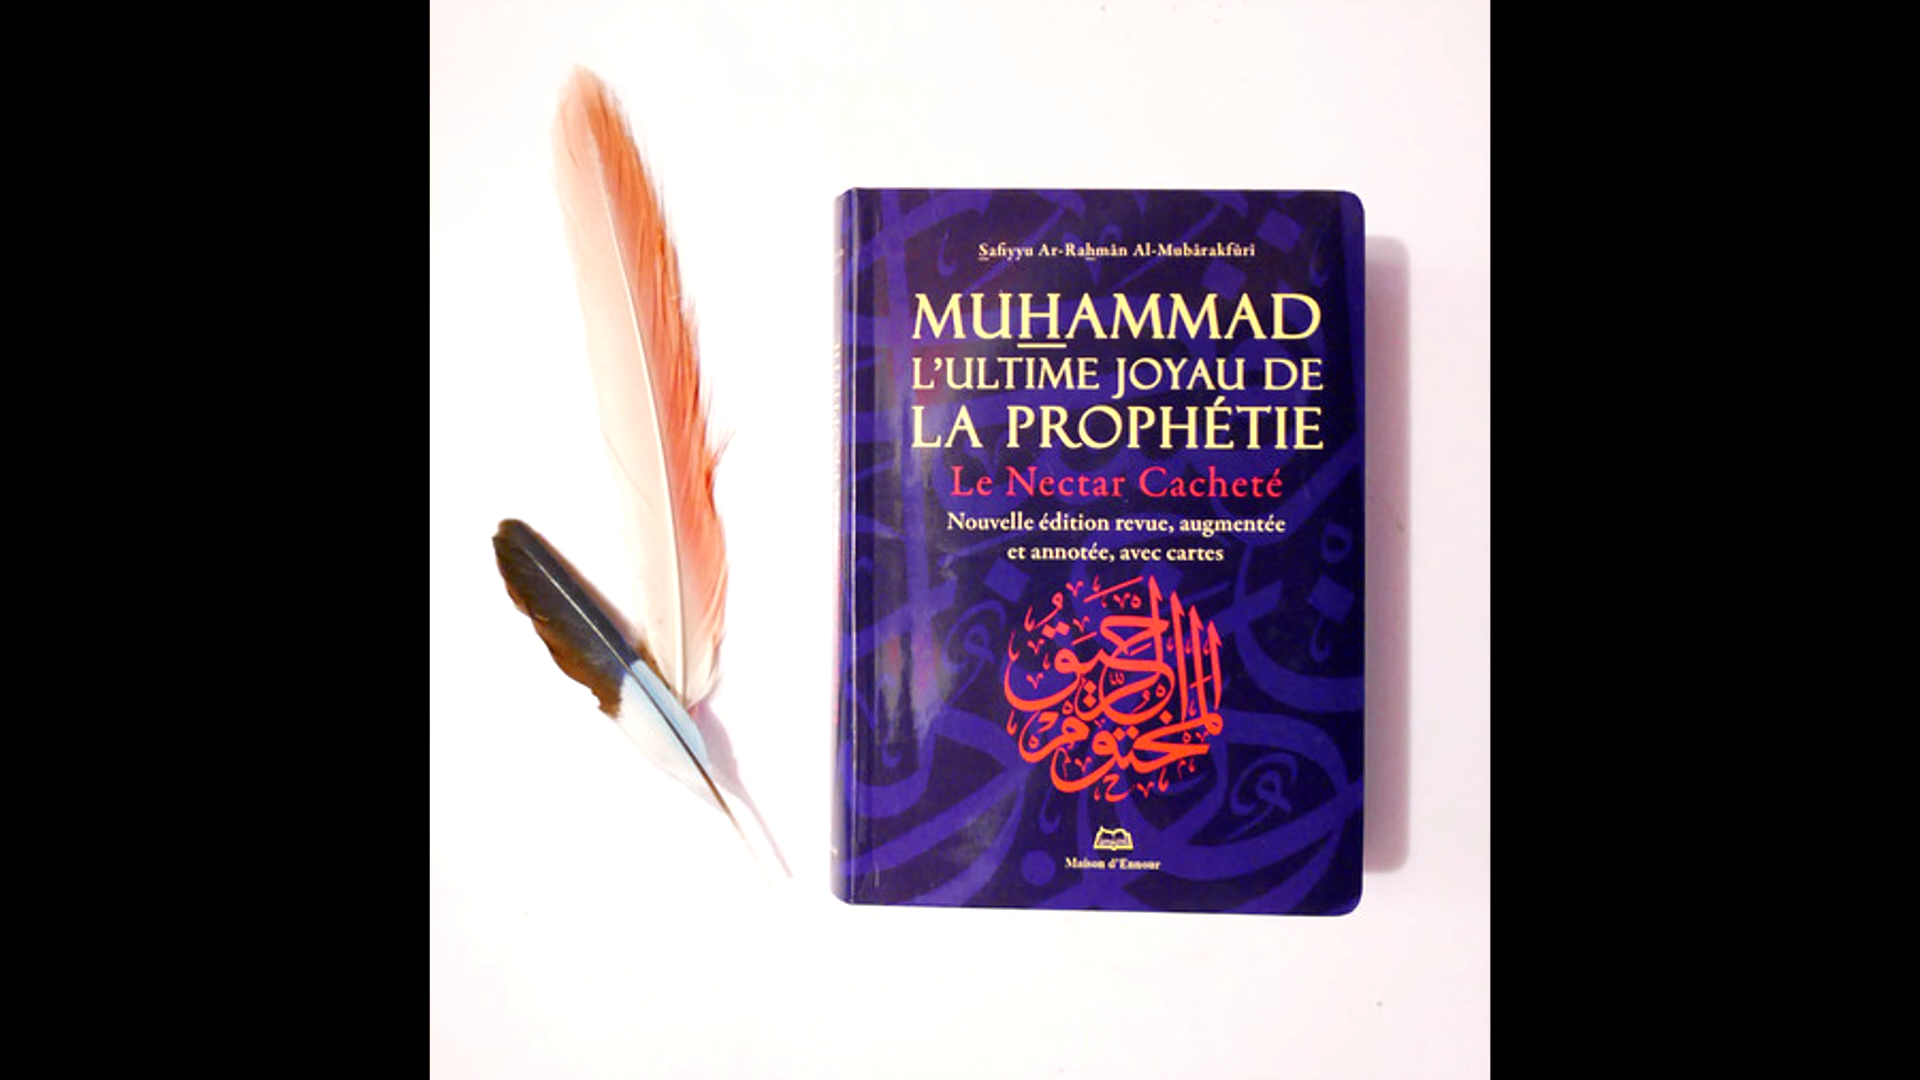 Safiyyu Ar-Rahmân Al-Mubârakfûrî
MUHAMMAD
L’ULTIME JOYAU DE
LA PROPHÉTIE
Le Nectar Cacheté
Nouvelle édition revue, augmentée
et annotée, avec cartes
الرحيق
المختوم
Maison d’Ennour